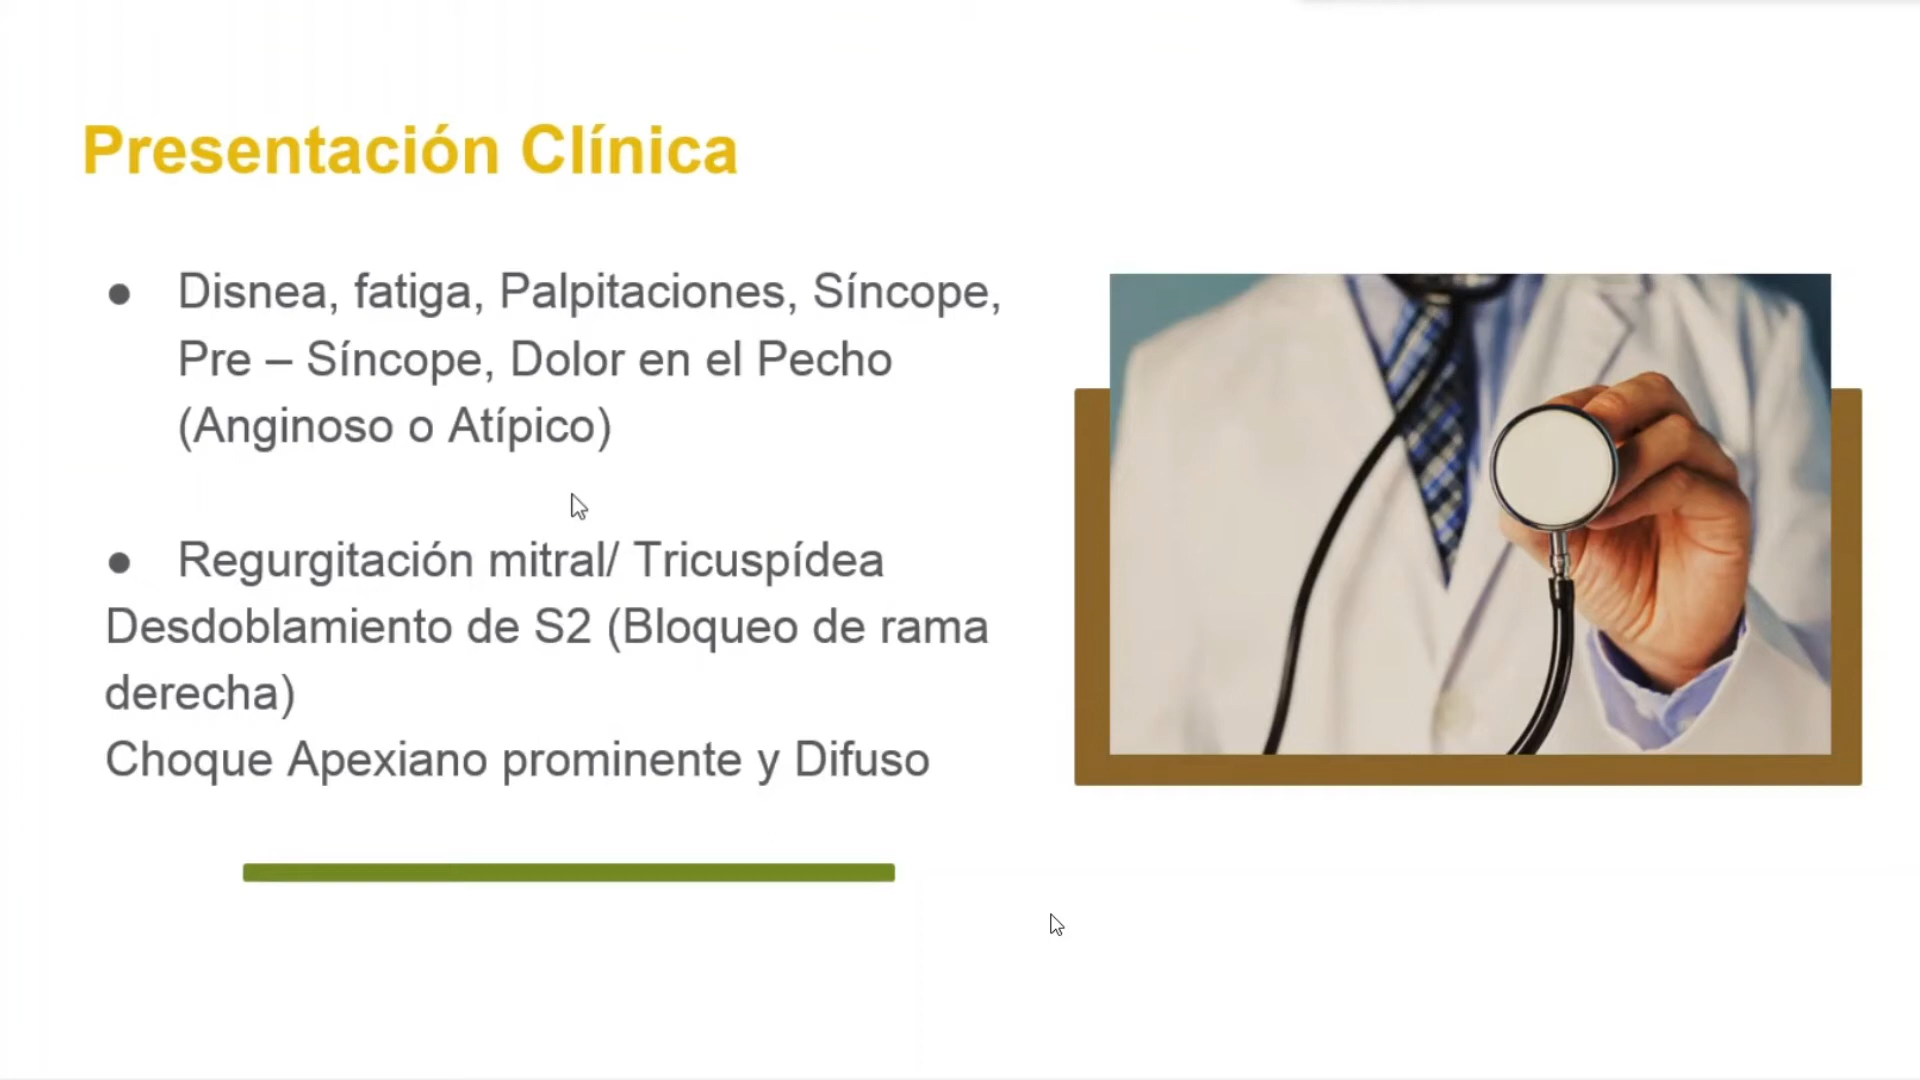 Presentación Clínica
● Disnea, fatiga, Palpitaciones, Síncope,
Pre – Síncope, Dolor en el Pecho
(Anginoso o Atípico)
● Regurgitación mitral/ Tricuspídea
Desdoblamiento de S2 (Bloqueo de rama
derecha)
Choque Apexiano prominente y Difuso